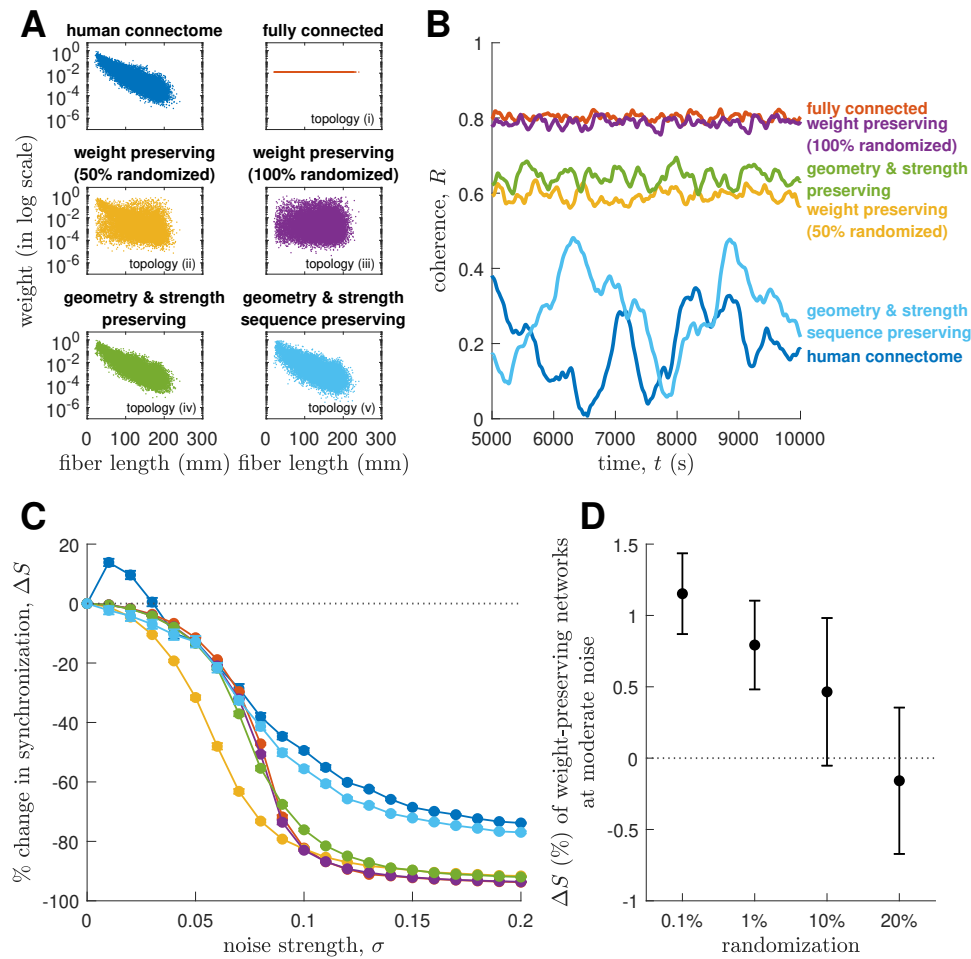 A
human connectome
fully connected
10^0
10^-2
10^-4
10^-6
topology (i)
weight preserving
(50% randomized)
weight preserving
(100% randomized)
10^0
10^-2
10^-4
10^-6
topology (ii)
topology (iii)
geometry & strength
preserving
geometry & strength
sequence preserving
10^0
10^-2
10^-4
10^-6
topology (iv)
topology (v)
0 100 200 300
0 100 200 300
fiber length (mm)
fiber length (mm)
weight (in log scale)
B
1
0.8
0.6
0.4
0.2
0
coherence, R
5000 6000 7000 8000 9000 10000
time, t (s)
fully connected
weight preserving
(100% randomized)
geometry & strength
preserving
weight preserving
(50% randomized)
geometry & strength
sequence preserving
human connectome
C
20
0
-20
-40
-60
-80
-100
% change in synchronization, ΔS
0 0.05 0.1 0.15 0.2
noise strength, σ
D
1.5
1
0.5
0
-0.5
-1
ΔS (%) of weight-preserving networks
at moderate noise
0.1% 1% 10% 20%
randomization